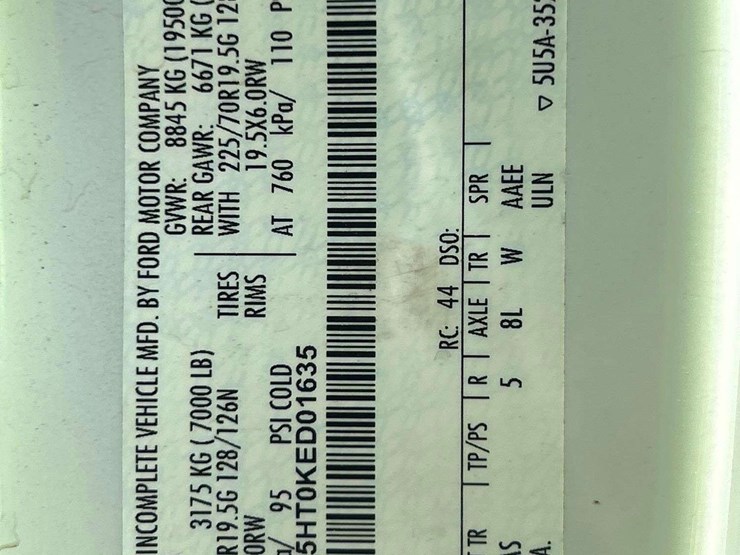 INCOMPLETE VEHICLE MFD. BY FORD MOTOR COMPANY
GVWR: 8845 KG (19500
3175 KG ( 7000 LB) REAR GAWR: 6671 KG (
R19.5G 128/126N TIRES WITH 225/70R19.5G 12
0RW RIMS 19.5X6.0RW
/ 95 PSI COLD AT 760 kPa/ 110 P
5HT0KED01635
RC: 44 DSO:
TR TP/PS R AXLE TR SPR
S 5 8L W AAEE
A. ULN ▽ 5U5A-35